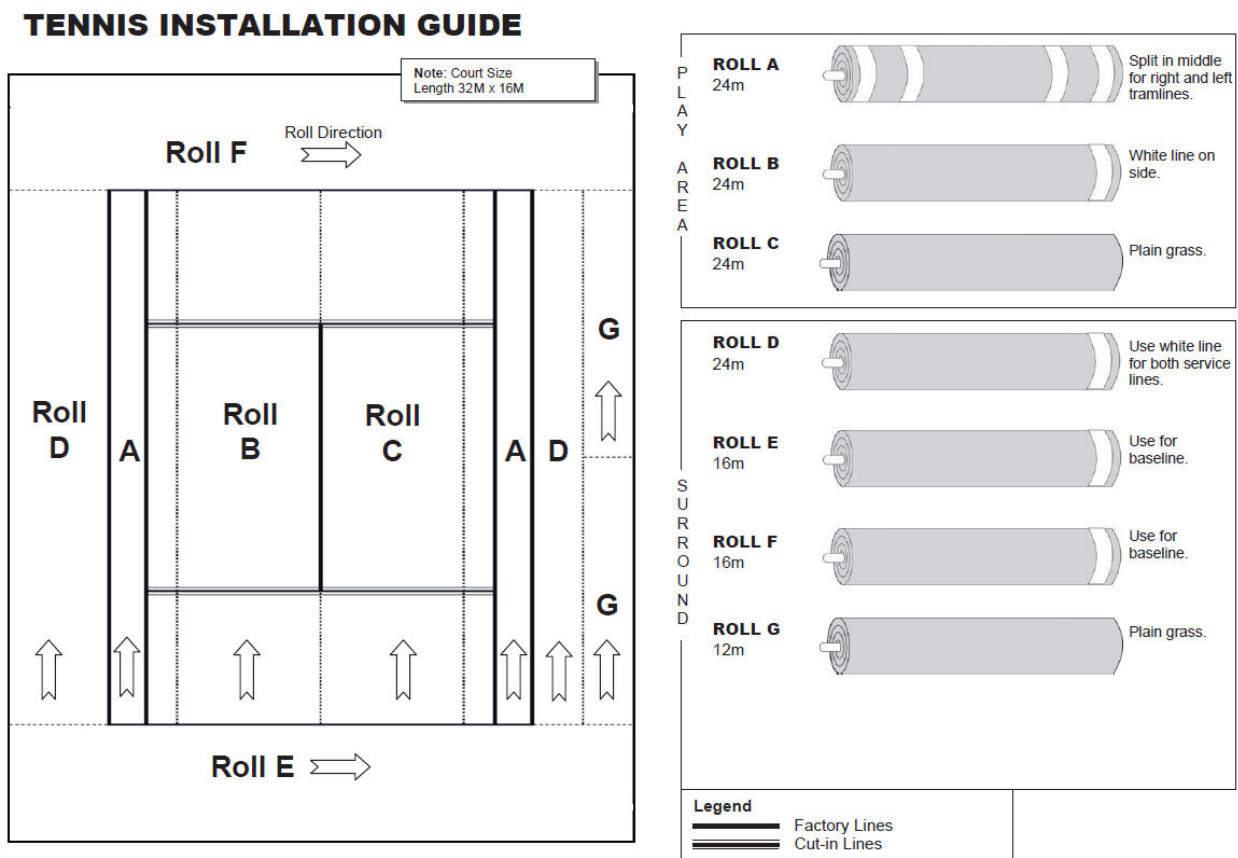 TENNIS INSTALLATION GUIDE
Note: Court Size
Length 32M x 16M
Roll Direction
Roll F
G
Roll
D
A
Roll
B
Roll
C
A
D
G
Roll E
PLAY AREA
ROLL A
24m
Split in middle
for right and left
tramlines.
ROLL B
24m
White line on
side.
ROLL C
24m
Plain grass.
SURROUND
ROLL D
24m
Use white line
for both service
lines.
ROLL E
16m
Use for
baseline.
ROLL F
16m
Use for
baseline.
ROLL G
12m
Plain grass.
Legend
Factory Lines
Cut-in Lines